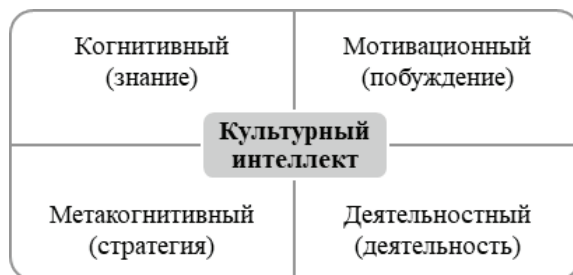 Когнитивный
(знание)
Мотивационный
(побуждение)
Культурный
интеллект
Метакогнитивный
(стратегия)
Деятельностный
(деятельность)